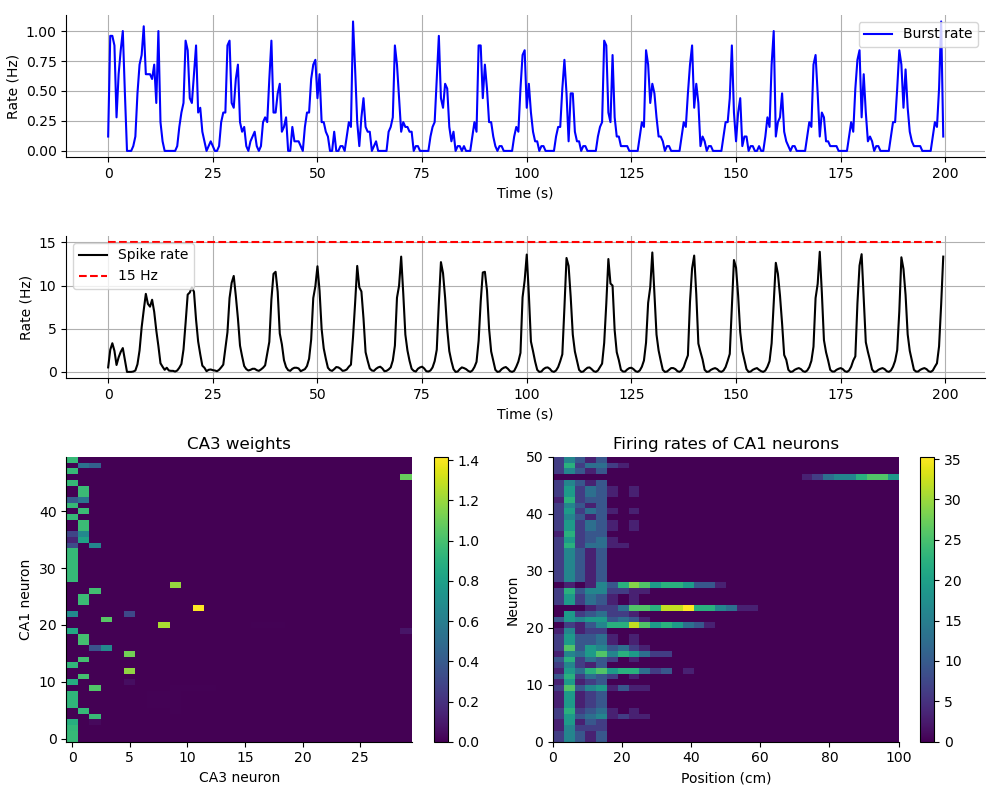 1.00
0.75
0.50
0.25
0.00
Rate (Hz)
Burst rate
0 25 50 75 100 125 150 175 200
Time (s)
15
10
5
0
Rate (Hz)
Spike rate
15 Hz
0 25 50 75 100 125 150 175 200
Time (s)
CA3 weights
40
30
20
10
0
CA1 neuron
0 5 10 15 20 25
CA3 neuron
1.4
1.2
1.0
0.8
0.6
0.4
0.2
0.0
Firing rates of CA1 neurons
50
40
30
20
10
0
Neuron
0 20 40 60 80 100
Position (cm)
35
30
25
20
15
10
5
0